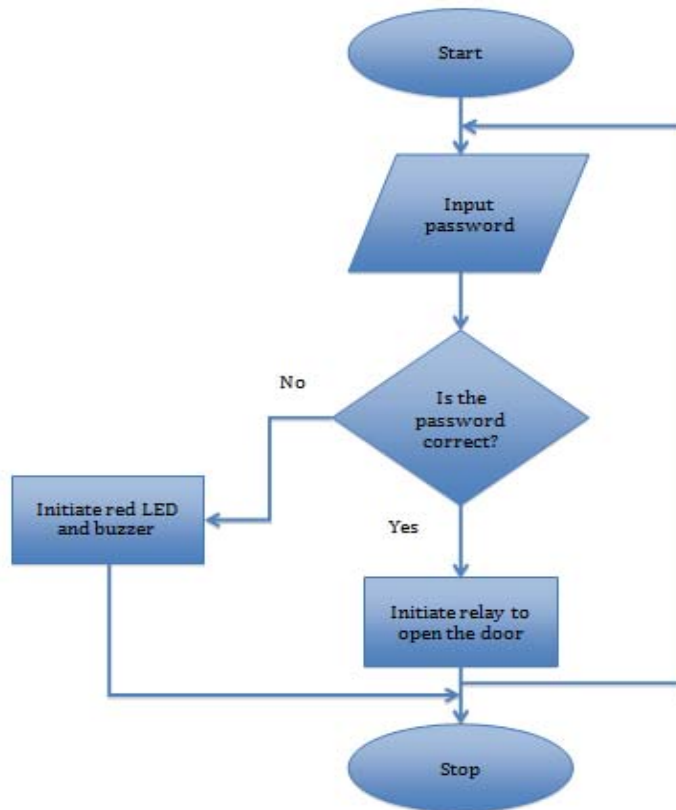 Start
Input
password
Is the
password
correct?
No
Initiate red LED
and buzzer
Yes
Initiate relay to
open the door
Stop